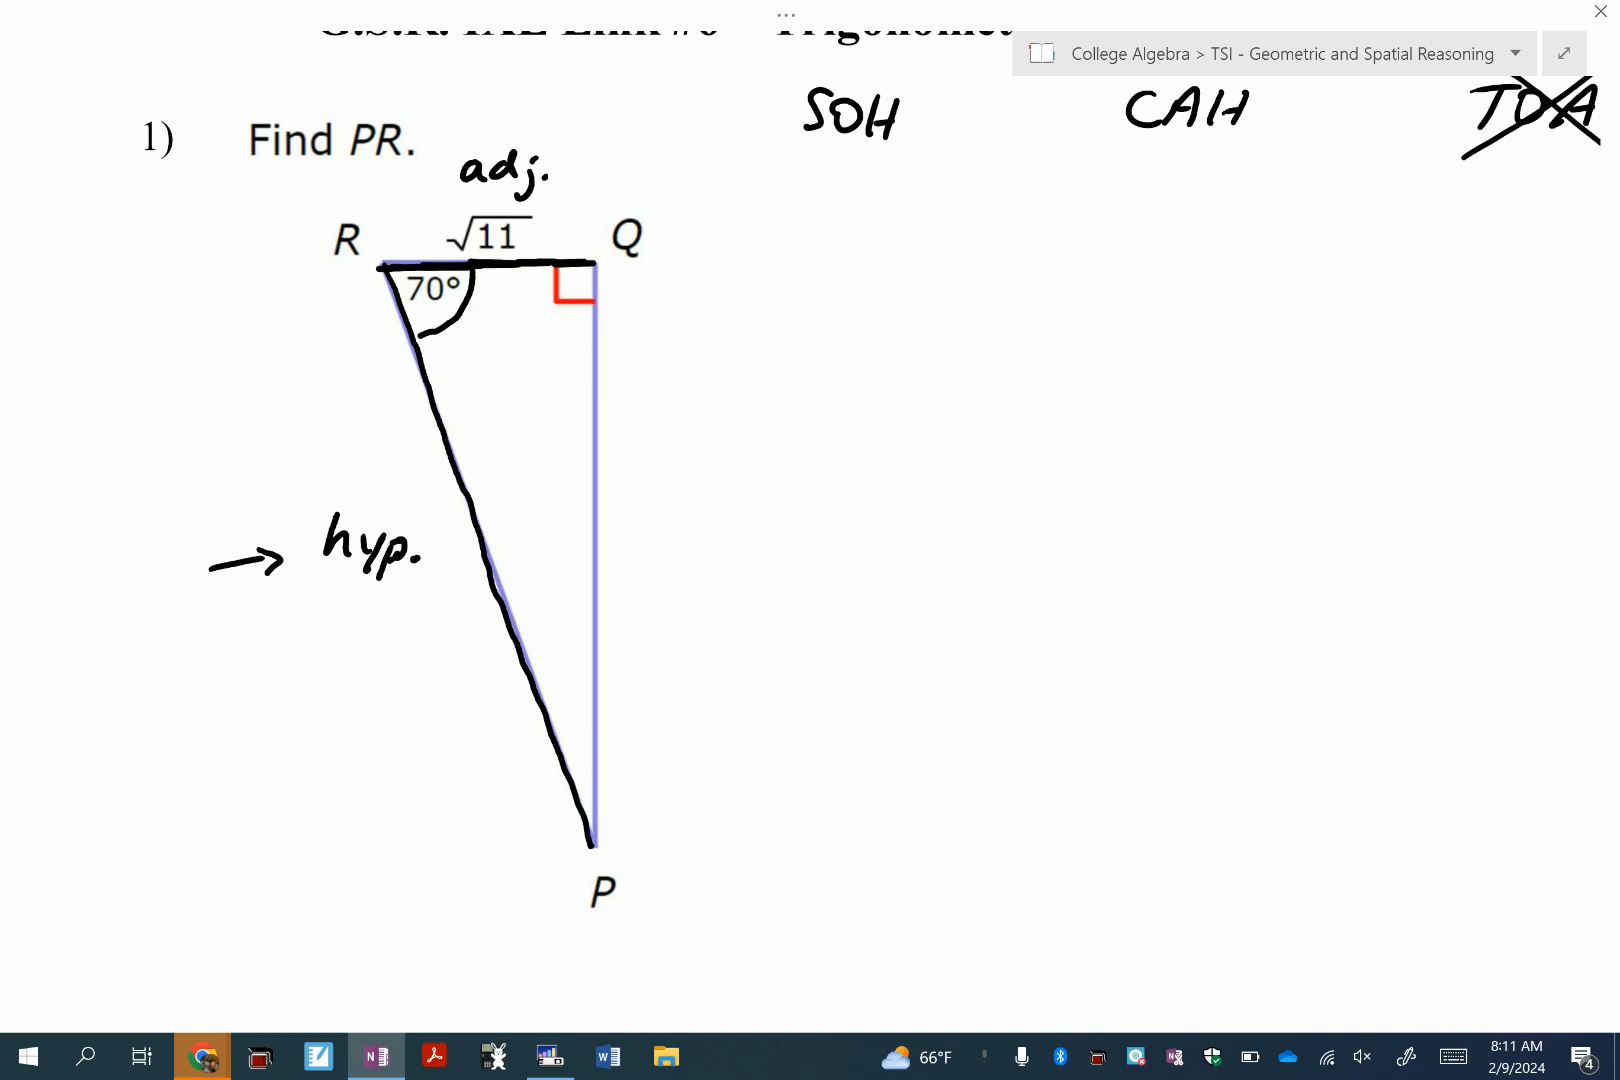 College Algebra > TSI - Geometric and Spatial Reasoning
SOH CAH TOA
1) Find PR.
adj.
R √11 Q
70°
hyp.
P
66°F
8:11 AM
2/9/2024
4